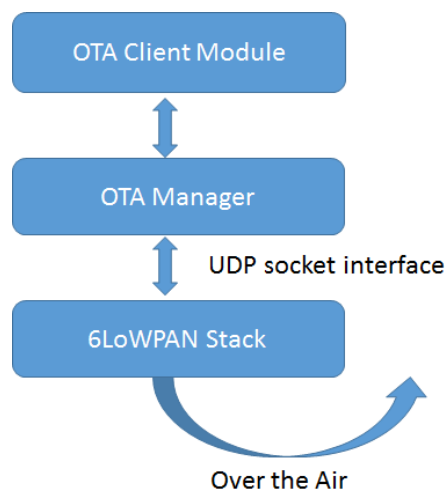 OTA Client Module
OTA Manager
UDP socket interface
6LoWPAN Stack
Over the Air